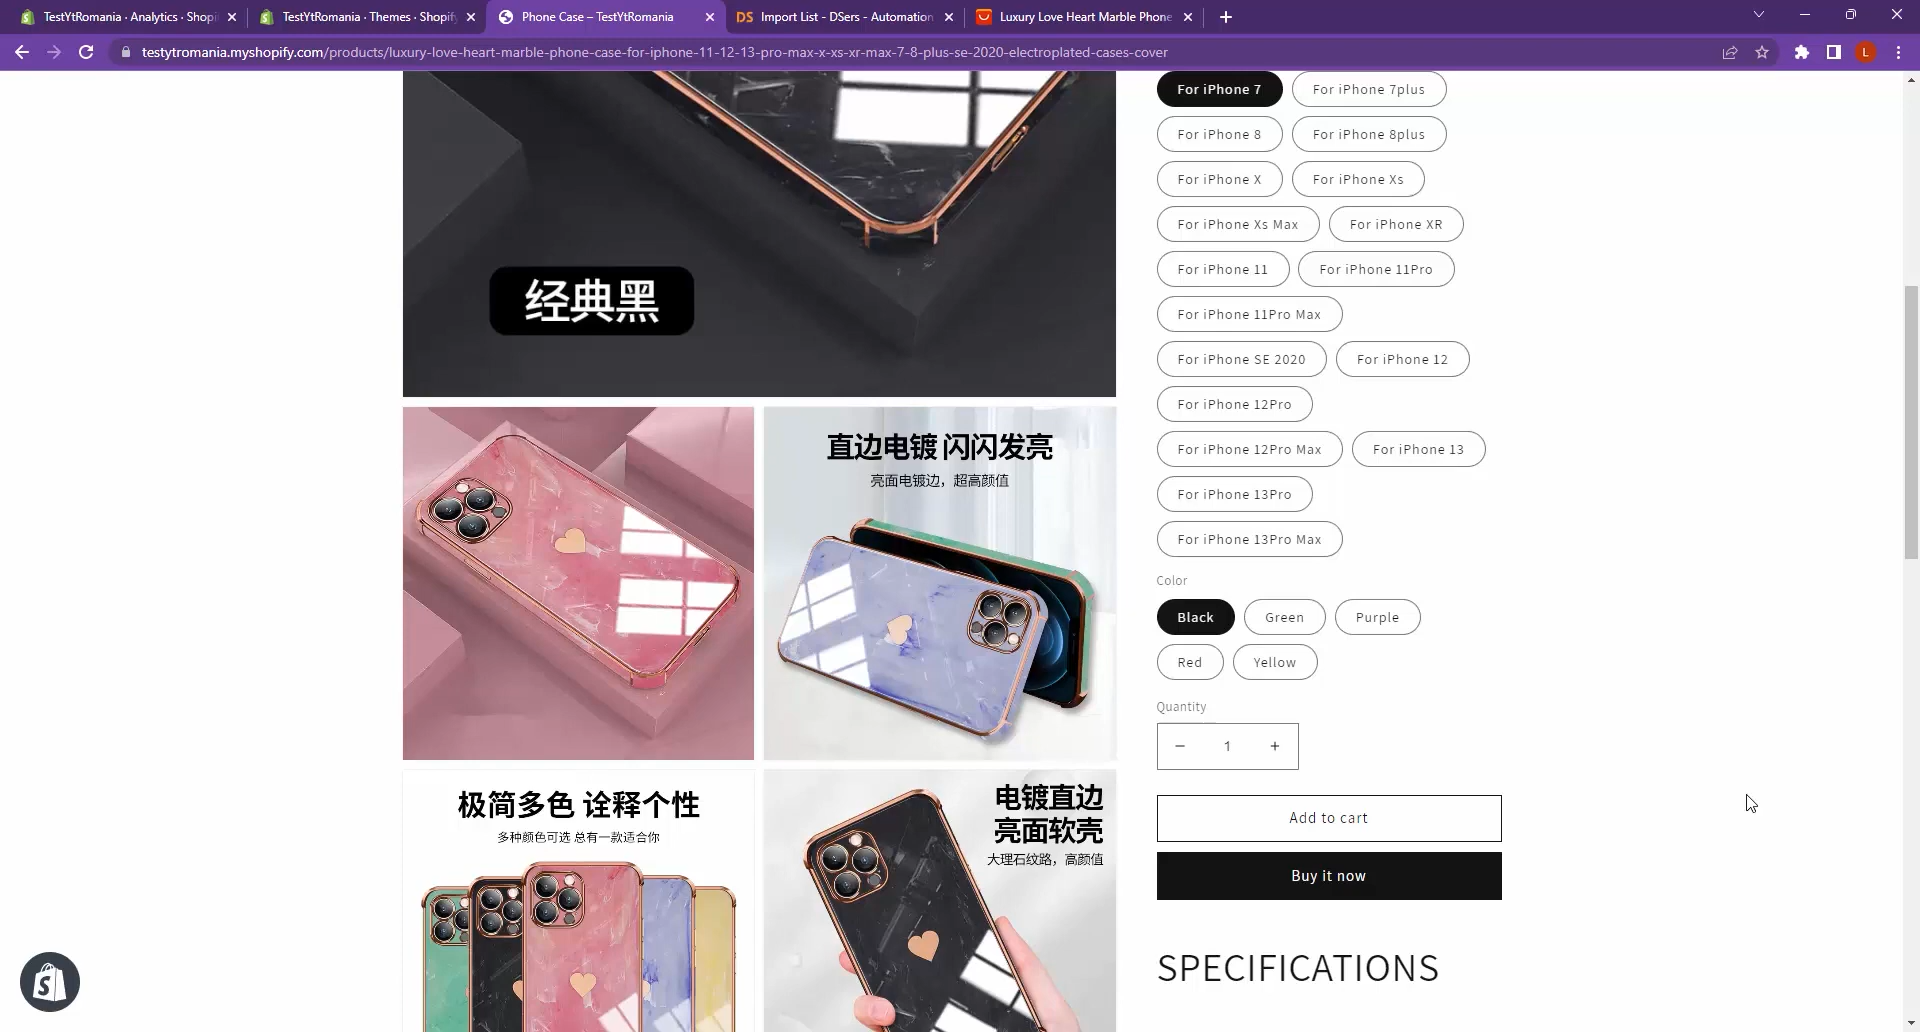 TestYtRomania · Analytics · Shopi
TestYtRomania · Themes · Shopify
Phone Case – TestYtRomania
DS
Import List - DSers - Automation
Luxury Love Heart Marble Phone
testytromania.myshopify.com/products/luxury-love-heart-marble-phone-case-for-iphone-11-12-13-pro-max-x-xs-xr-max-7-8-plus-se-2020-electroplated-cases-cover
L
经典黑
直边电镀 闪闪发亮
亮面电镀边，超高颜值
极简多色 诠释个性
多种颜色可选 总有一款适合你
电镀直边
亮面软壳
大理石纹路，高颜值
For iPhone 7
For iPhone 7plus
For iPhone 8
For iPhone 8plus
For iPhone X
For iPhone Xs
For iPhone Xs Max
For iPhone XR
For iPhone 11
For iPhone 11Pro
For iPhone 11Pro Max
For iPhone SE 2020
For iPhone 12
For iPhone 12Pro
For iPhone 12Pro Max
For iPhone 13
For iPhone 13Pro
For iPhone 13Pro Max
Color
Black
Green
Purple
Red
Yellow
Quantity
1
Add to cart
Buy it now
SPECIFICATIONS